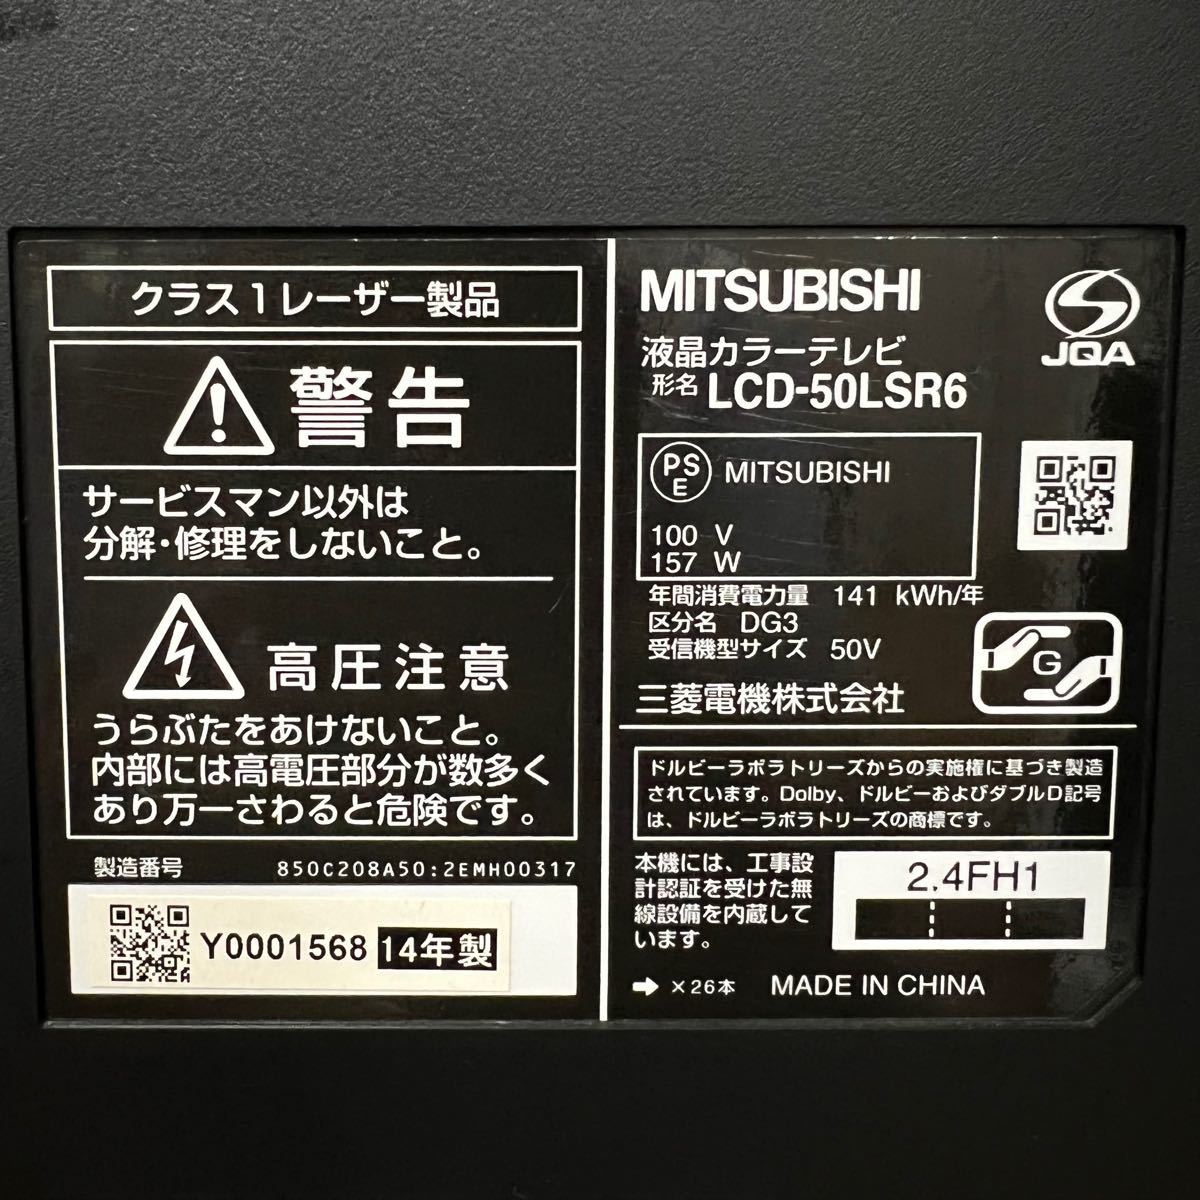 クラス1レーザー製品
警告
サービスマン以外は
分解・修理をしないこと。
高圧注意
うらぶたをあけないこと。
内部には高電圧部分が数多く
あり万一さわると危険です。
製造番号 850C208A50:2EMH00317
Y0001568 14年製
MITSUBISHI
JQA
液晶カラーテレビ
形名 LCD-50LSR6
PS
E
MITSUBISHI
100 V
157 W
年間消費電力量 141 kWh/年
区分名 DG3
受信機型サイズ 50V
G
三菱電機株式会社
ドルビーラボラトリーズからの実施権に基づき製造
されています。Dolby、ドルビーおよびダブルD記号
は、ドルビーラボラトリーズの商標です。
本機には、工事設
計認証を受けた無
線設備を内蔵して
います。
2.4FH1
×26本 MADE IN CHINA